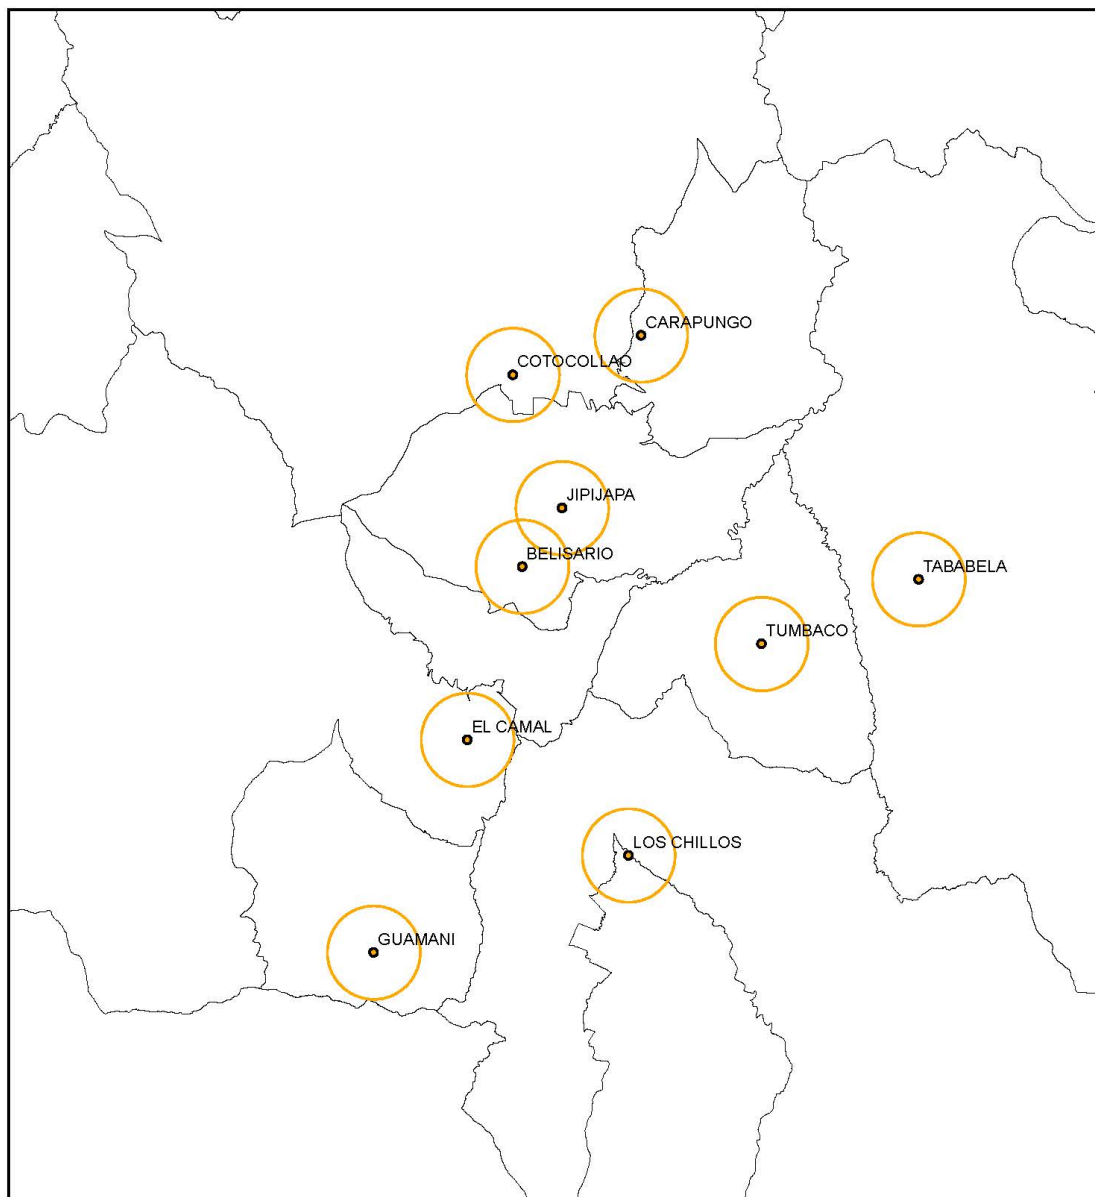 CARAPUNGO
COTOCOLLAO
JIPIJAPA
BELISARIO
TABABELA
TUMBACO
EL CAMAL
LOS CHILLOS
GUAMANI